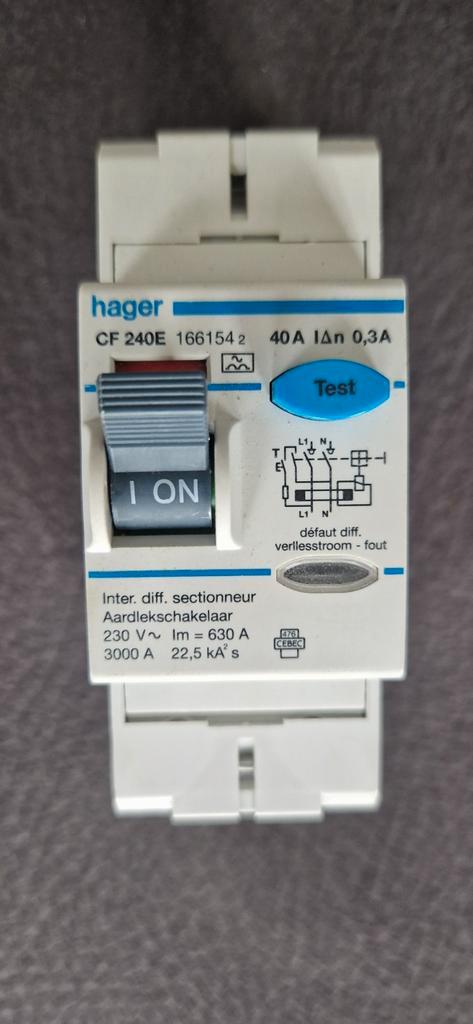 hager
CF 240E 166154 2 40A IΔn 0,3A
Test
I ON
L1 N
T
E
L1 N
défaut diff.
verliesstroom - fout
Inter. diff. sectionneur
Aardlekschakelaar
230 V~ Im = 630 A
3000 A 22,5 kA² s
476
CEBEC